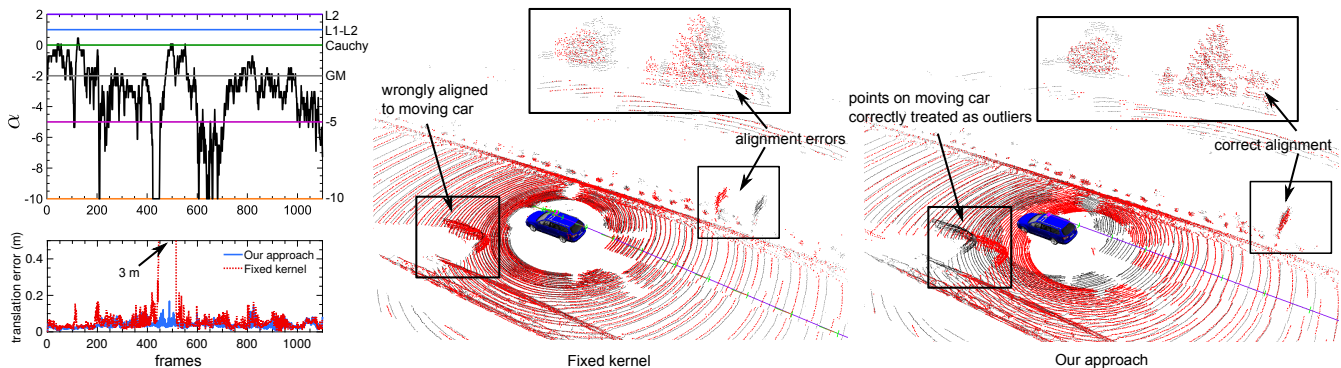 2
0
-2
-4
-6
-8
-10
α
L2
L1-L2
Cauchy
GM
-5
-10
0 200 400 600 800 1000
translation error (m)
0.4
0.2
0
3 m
Our approach
Fixed kernel
0 200 400 600 800 1000
frames
wrongly aligned
to moving car
alignment errors
Fixed kernel
points on moving car
correctly treated as outliers
correct alignment
Our approach